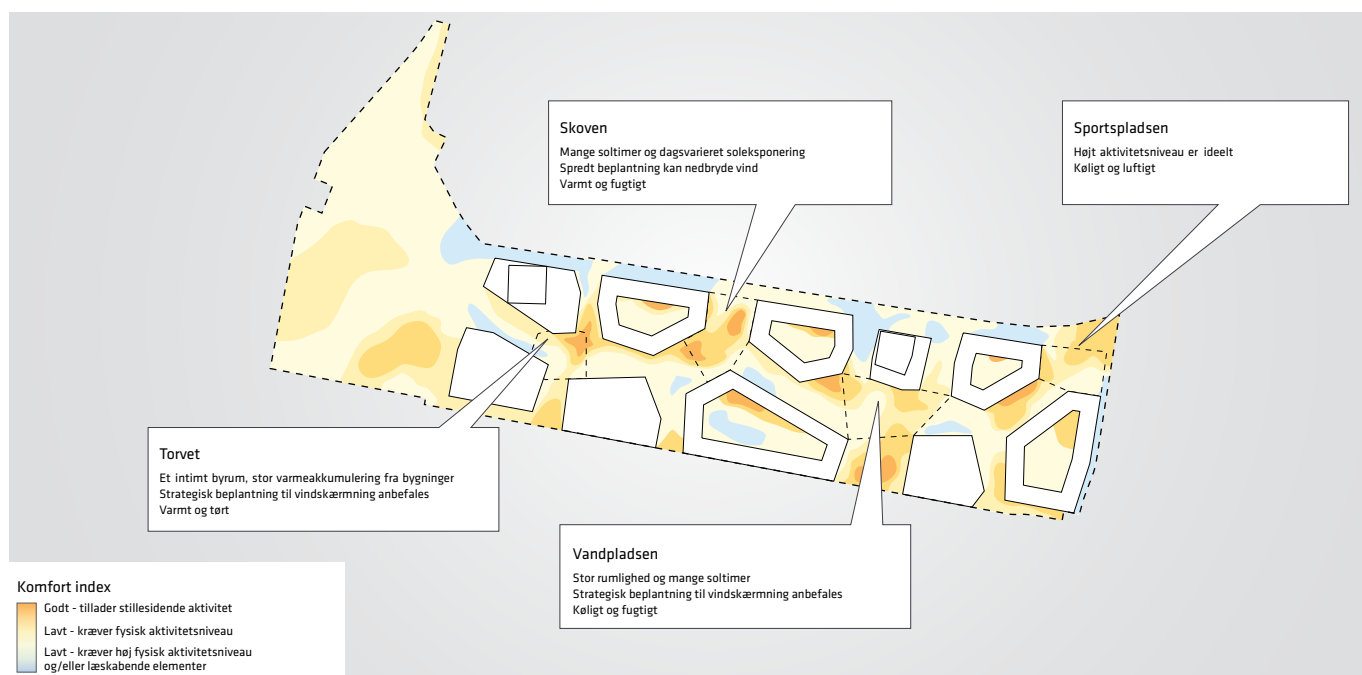 Skoven
Mange soltimer og dagsvarieret soleksponering
Spredt beplantning kan nedbryde vind
Varmt og fugtigt
Sportspladsen
Højt aktivitetsniveau er ideelt
Køligt og luftigt
Torvet
Et intimt byrum, stor varmeakkumulering fra bygninger
Strategisk beplantning til vindskærmning anbefales
Varmt og tørt
Vandpladsen
Stor rumlighed og mange soltimer
Strategisk beplantning til vindskærmning anbefales
Køligt og fugtigt
Komfort index
Godt - tillader stillesidende aktivitet
Lavt - kræver fysisk aktivitetsniveau
Lavt - kræver høj fysisk aktivitetsniveau
og/eller læskabende elementer